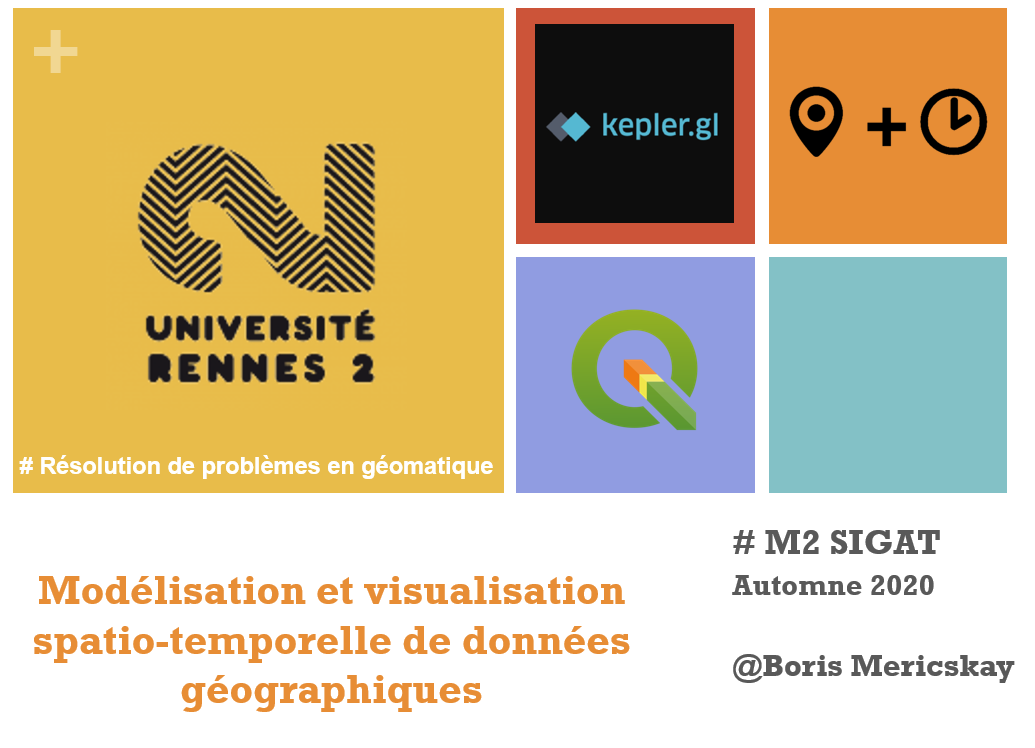 +
UNIVERSITÉ
RENNES 2
# Résolution de problèmes en géomatique
kepler.gl
+
Modélisation et visualisation
spatio-temporelle de données
géographiques
# M2 SIGAT
Automne 2020
@Boris Mericskay